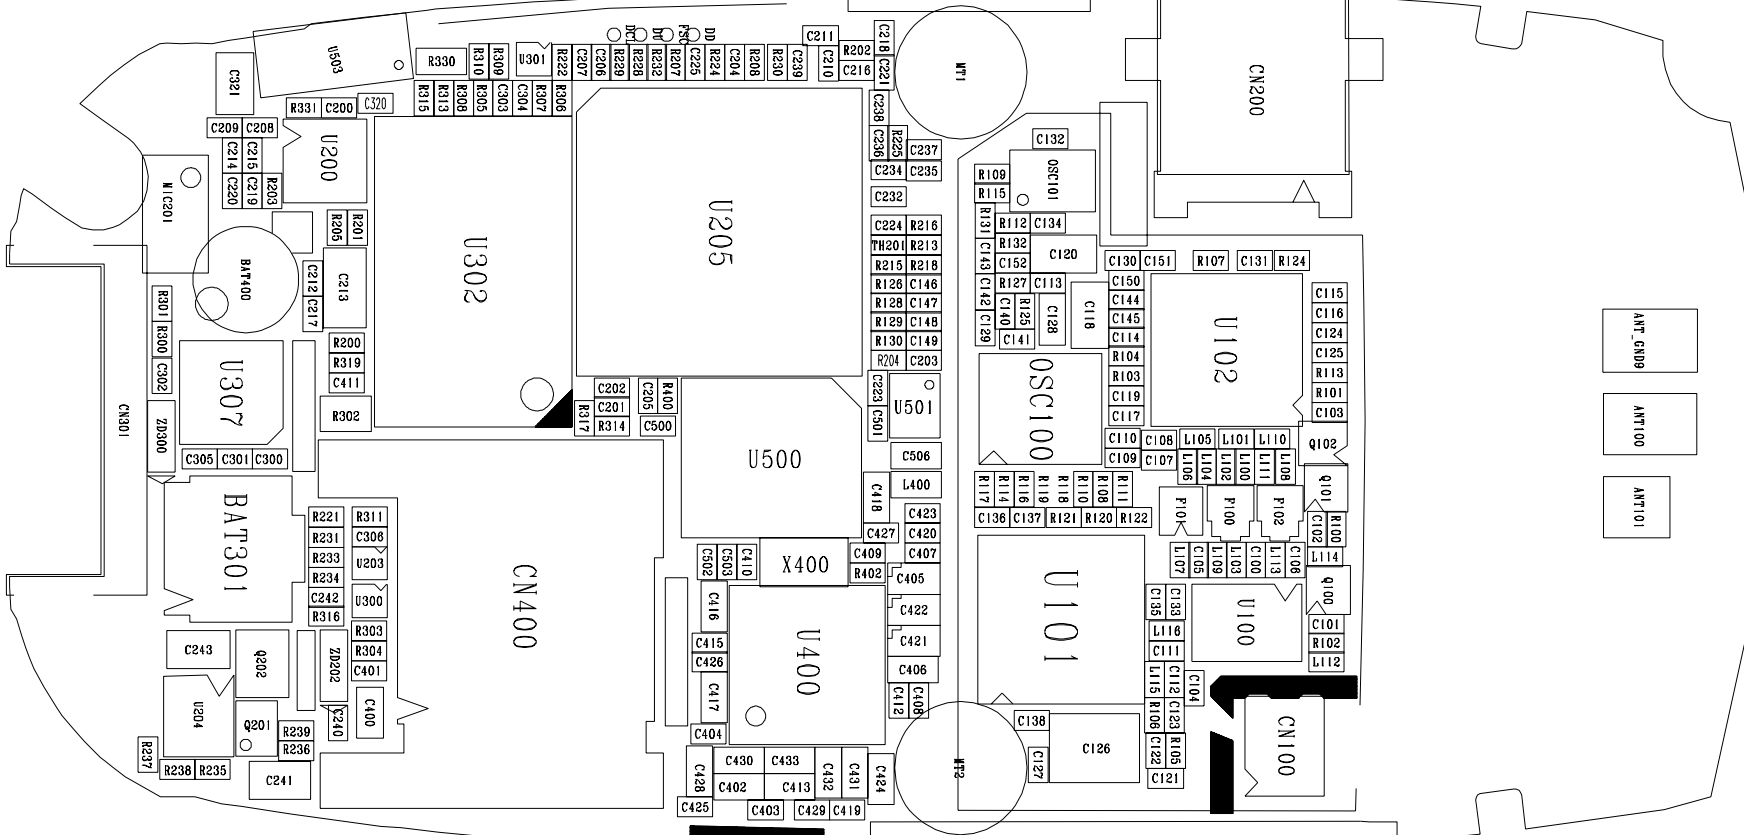 DCL DU FSC DD
C211 C218 R202 C210 C216 C221
U503 R330 R310 R309 U301 R222 C207 C206 R229 R228 R232 R207 C225 R224 C204 R208 R230 C239
MT1 CN200
C321 R331 C200 C320 R315 R313 R308 R305 C303 C304 R307 R306
C238 C236 R225 C237
C209 C208 C214 C215 U200 C220 C219 R203
C234 C235 C232
C132 OSC101 R109 R115
MIC201 R205 R201 U302 U205
C224 R216
TH201 R213
R215 R218
R126 C146
R128 C147
R129 C148
R130 C149
R204 C203
R131 R112 C134
C143 R132 C120
C152
C142 R127 C113
C140 R125 C128 C118
C129 C141
C130 C151 R107 C131 R124
C150
C144
C145
C114
R104
R103
C119
C117
U102
C115
C116
C124
C125
R113
R101
C103
BAT400 C212 C213 C217
R301 R300 C302
R200
R319
C411
R302
U307
CN301 ZD300
C305 C301 C300
C202
C201
R314
R317 C205 R400 C500
C223 C501 U501
OSC100
C506
L400
U500
C110 C108 L105 L101 L110 Q102
C109 C107 L106 L104 L102 L100 L111 L108 Q101
R117 R114 R116 R119 R118 R110 R108 R111
C136 C137 R121 R120 R122
F101 F100 F102 C102 R100
L107 C105 L109 L103 C100 L113 C106 L114
ANT_GND9
ANT100
ANT101
BAT301
R221 R311
R231 C306
R233 U203
R234
C242 U300
R316
R303
R304
C401
CN400
C418 C423
C427 C420
C409 C407
R402
C502 C503 C410 X400
C405
C422
C421
C406
C412 C408
C416
C415
C426
C417
C404
U400
U101
C135 C133
L116
C111
L115 C112 C104
R106 C123
C122 R105
C121
U100 Q100
C101
R102
L112
C243 Q202 ZD202
U204 Q201 C240 C400
R239
R236
R237 R238 R235 C241
C428 C430 C433 C432 C431 C424
C402 C413
C425 C403 C429 C419
MT2
C138
C127 C126
CN100